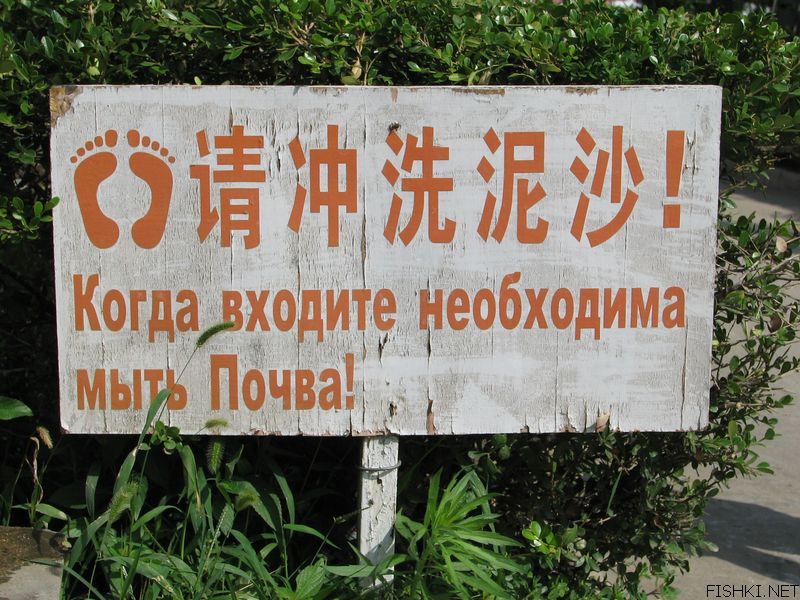 请冲洗泥沙!
Когда входите необходима
мыть Почва!
FISHKI.NET